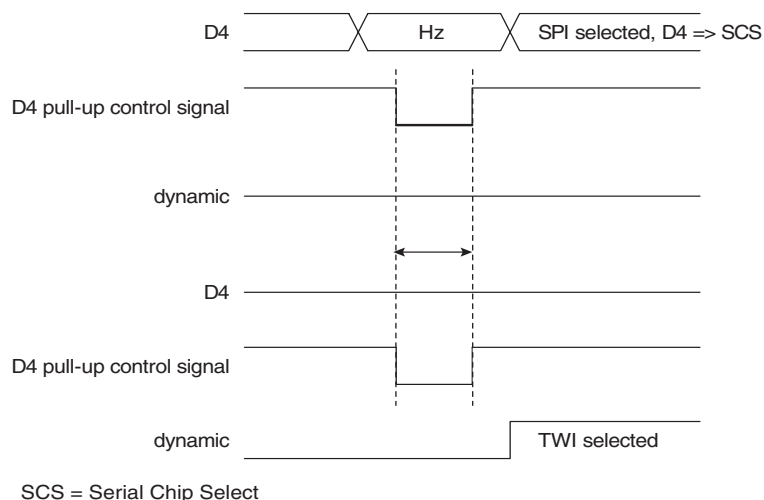 D4
Hz
SPI selected, D4 => SCS
D4 pull-up control signal
dynamic
D4
D4 pull-up control signal
dynamic
TWI selected
SCS = Serial Chip Select